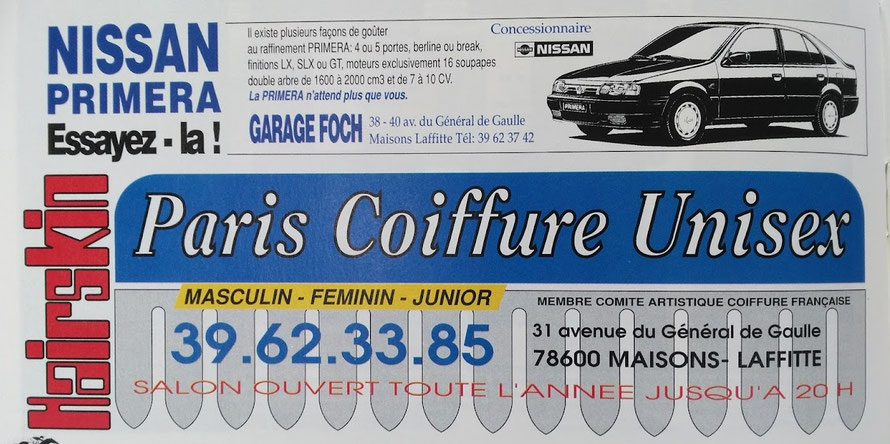 NISSAN
PRIMERA
Essayez - la !
Il existe plusieurs façons de goûter
au raffinement PRIMERA: 4 ou 5 portes, berline ou break,
finitions LX, SLX ou GT, moteurs exclusivement 16 soupapes
double arbre de 1600 à 2000 cm3 et de 7 à 10 CV.
La PRIMERA n'attend plus que vous.
GARAGE FOCH
38 - 40 av. du Général de Gaulle
Maisons Laffitte Tél: 39 62 37 42
Concessionnaire
NISSAN NISSAN
PRIMERA
Hairskin
Paris Coiffure Unisex
MASCULIN - FEMININ - JUNIOR
39.62.33.85
MEMBRE COMITE ARTISTIQUE COIFFURE FRANÇAISE
31 avenue du Général de Gaulle
78600 MAISONS- LAFFITTE
SALON OUVERT TOUTE L'ANNEE JUSQU'A 20 H